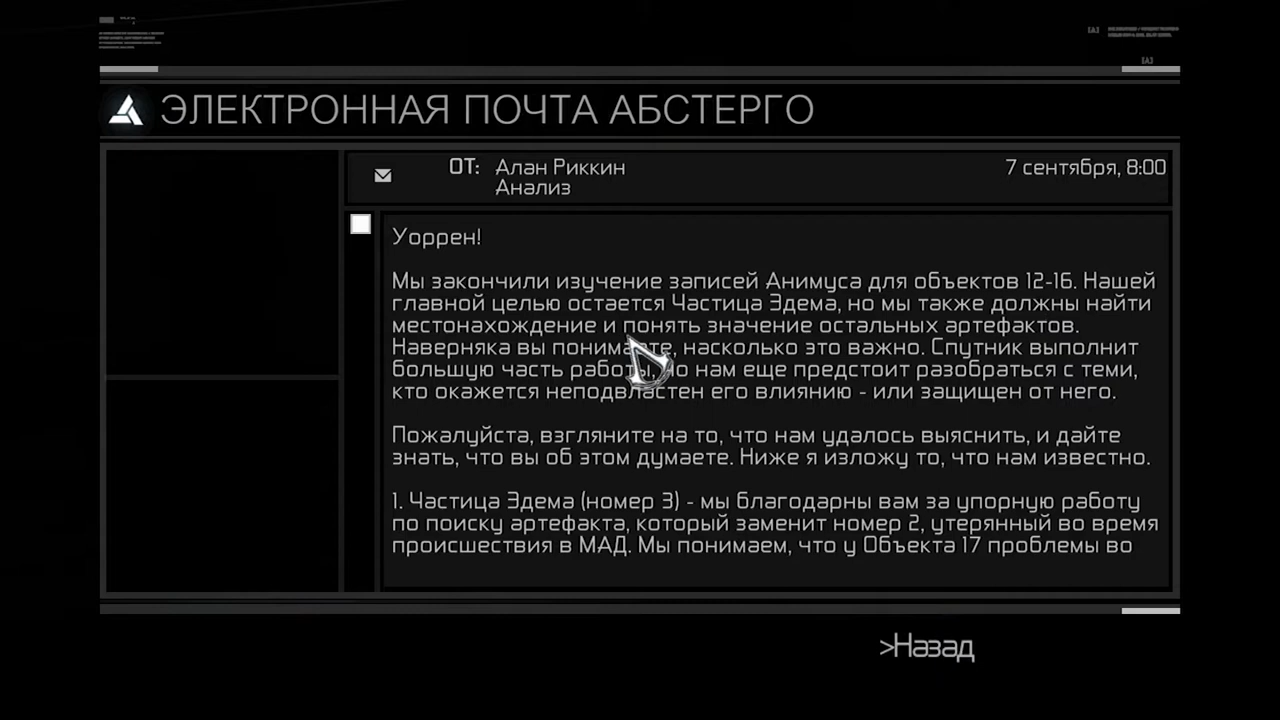 ЭЛЕКТРОННАЯ ПОЧТА АБСТЕРГО
ОТ: Алан Риккин
Анализ
7 сентября, 8:00
Уоррен!
Мы закончили изучение записей Анимуса для объектов 12-16. Нашей
главной целью остается Частица Эдема, но мы также должны найти
местонахождение и понять значение остальных артефактов.
Наверняка вы понимаете, насколько это важно. Спутник выполнит
большую часть работы, но нам еще предстоит разобраться с теми,
кто окажется неподвластен его влиянию - или защищен от него.
Пожалуйста, взгляните на то, что нам удалось выяснить, и дайте
знать, что вы об этом думаете. Ниже я изложу то, что нам известно.
1. Частица Эдема (номер 3) - мы благодарны вам за упорную работу
по поиску артефакта, который заменит номер 2, утерянный во время
происшествия в МАД. Мы понимаем, что у Объекта 17 проблемы во
>Назад